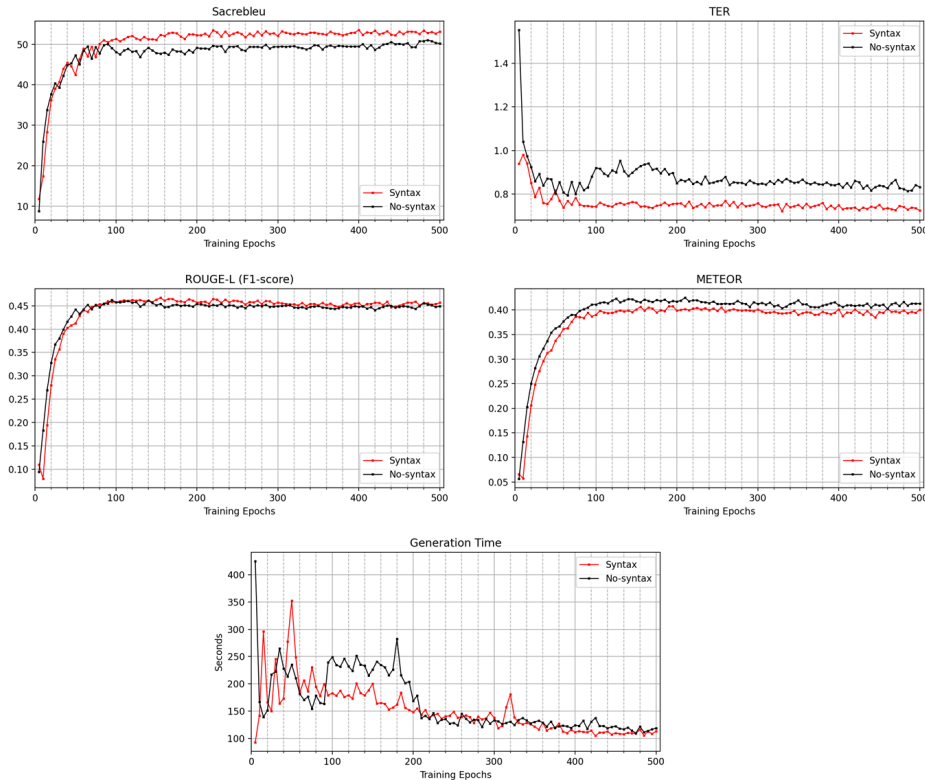 Sacrebleu
50
40
30
20
10
Syntax
No-syntax
0
100
200
300
400
500
Training Epochs
TER
1.4
1.2
1.0
0.8
Syntax
No-syntax
0
100
200
300
400
500
Training Epochs
ROUGE-L (F1-score)
0.45
0.40
0.35
0.30
0.25
0.20
0.15
0.10
Syntax
No-syntax
0
100
200
300
400
500
Training Epochs
METEOR
0.40
0.35
0.30
0.25
0.20
0.15
0.10
0.05
Syntax
No-syntax
0
100
200
300
400
500
Training Epochs
Generation Time
Seconds
400
350
300
250
200
150
100
Syntax
No-syntax
0
100
200
300
400
500
Training Epochs